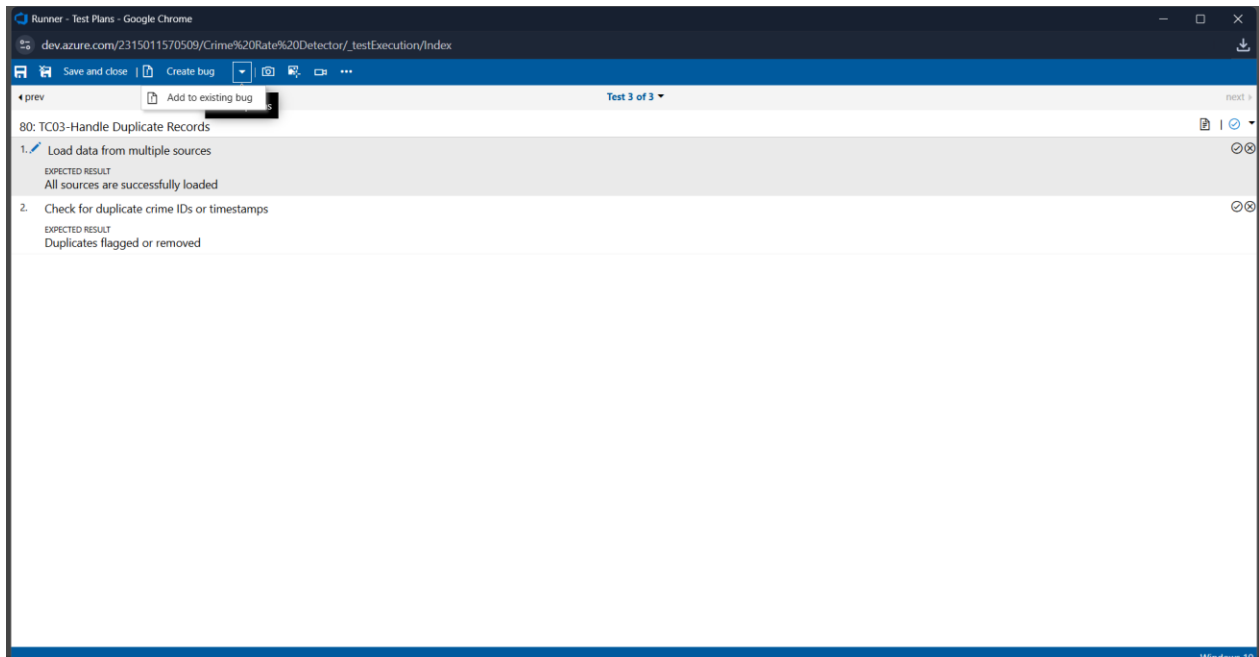 Runner - Test Plans - Google Chrome
dev.azure.com/2315011570509/Crime%20Rate%20Detector/_testExecution/Index
Save and close | Create bug
prev Add to existing bug Test 3 of 3 next
80: TC03-Handle Duplicate Records
1. Load data from multiple sources
EXPECTED RESULT
All sources are successfully loaded
2. Check for duplicate crime IDs or timestamps
EXPECTED RESULT
Duplicates flagged or removed
Windows 10